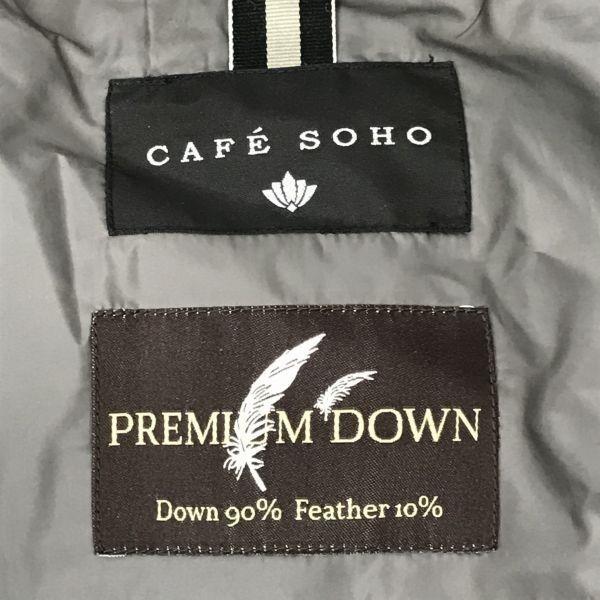 CAFÉ SOHO
PREMIUM DOWN
Down 90% Feather 10%